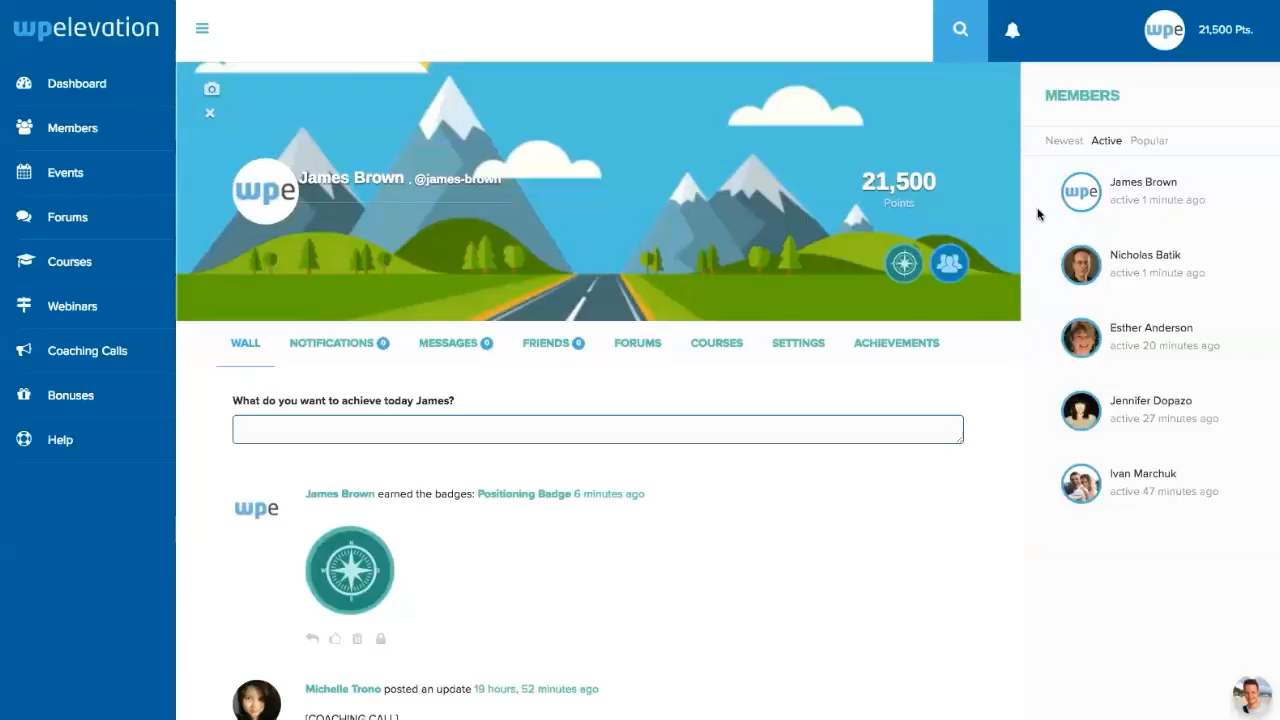 wpelevation
21,500 Pts.
Dashboard
Members
Events
Forums
Courses
Webinars
Coaching Calls
Bonuses
Help
wpe
James Brown , @james-brown
21,500
Points
WALL
NOTIFICATIONS 0
MESSAGES 0
FRIENDS 6
FORUMS
COURSES
SETTINGS
ACHIEVEMENTS
What do you want to achieve today James?
wpe
James Brown earned the badges: Positioning Badge 6 minutes ago
Michelle Trono posted an update 19 hours, 52 minutes ago
[COACHING CALL]
wpe
MEMBERS
Newest Active Popular
wpe
James Brown
active 1 minute ago
Nicholas Batik
active 1 minute ago
Esther Anderson
active 20 minutes ago
Jennifer Dopazo
active 27 minutes ago
Ivan Marchuk
active 47 minutes ago